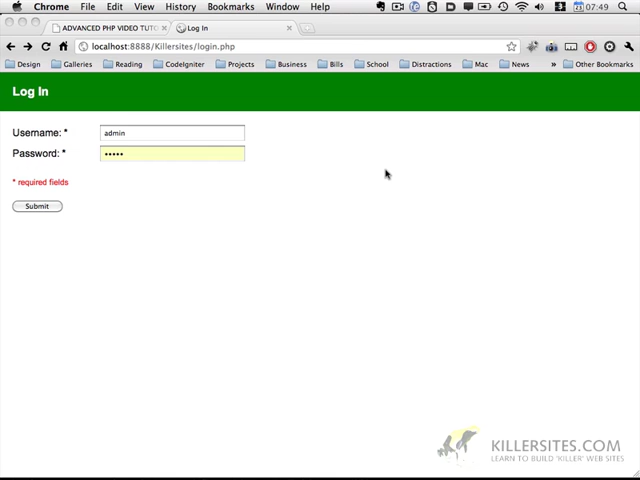 Chrome File Edit View History Bookmarks Window Help 07:49
ADVANCED PHP VIDEO TUTO Log In
localhost:8888/Killersites/login.php
Design Galleries Reading CodeIgniter Projects Business Bills School Distractions Mac News » Other Bookmarks
Log In
Username: * admin
Password: * •••••
* required fields
Submit
KILLERSITES.COM
LEARN TO BUILD 'KILLER' WEB SITES